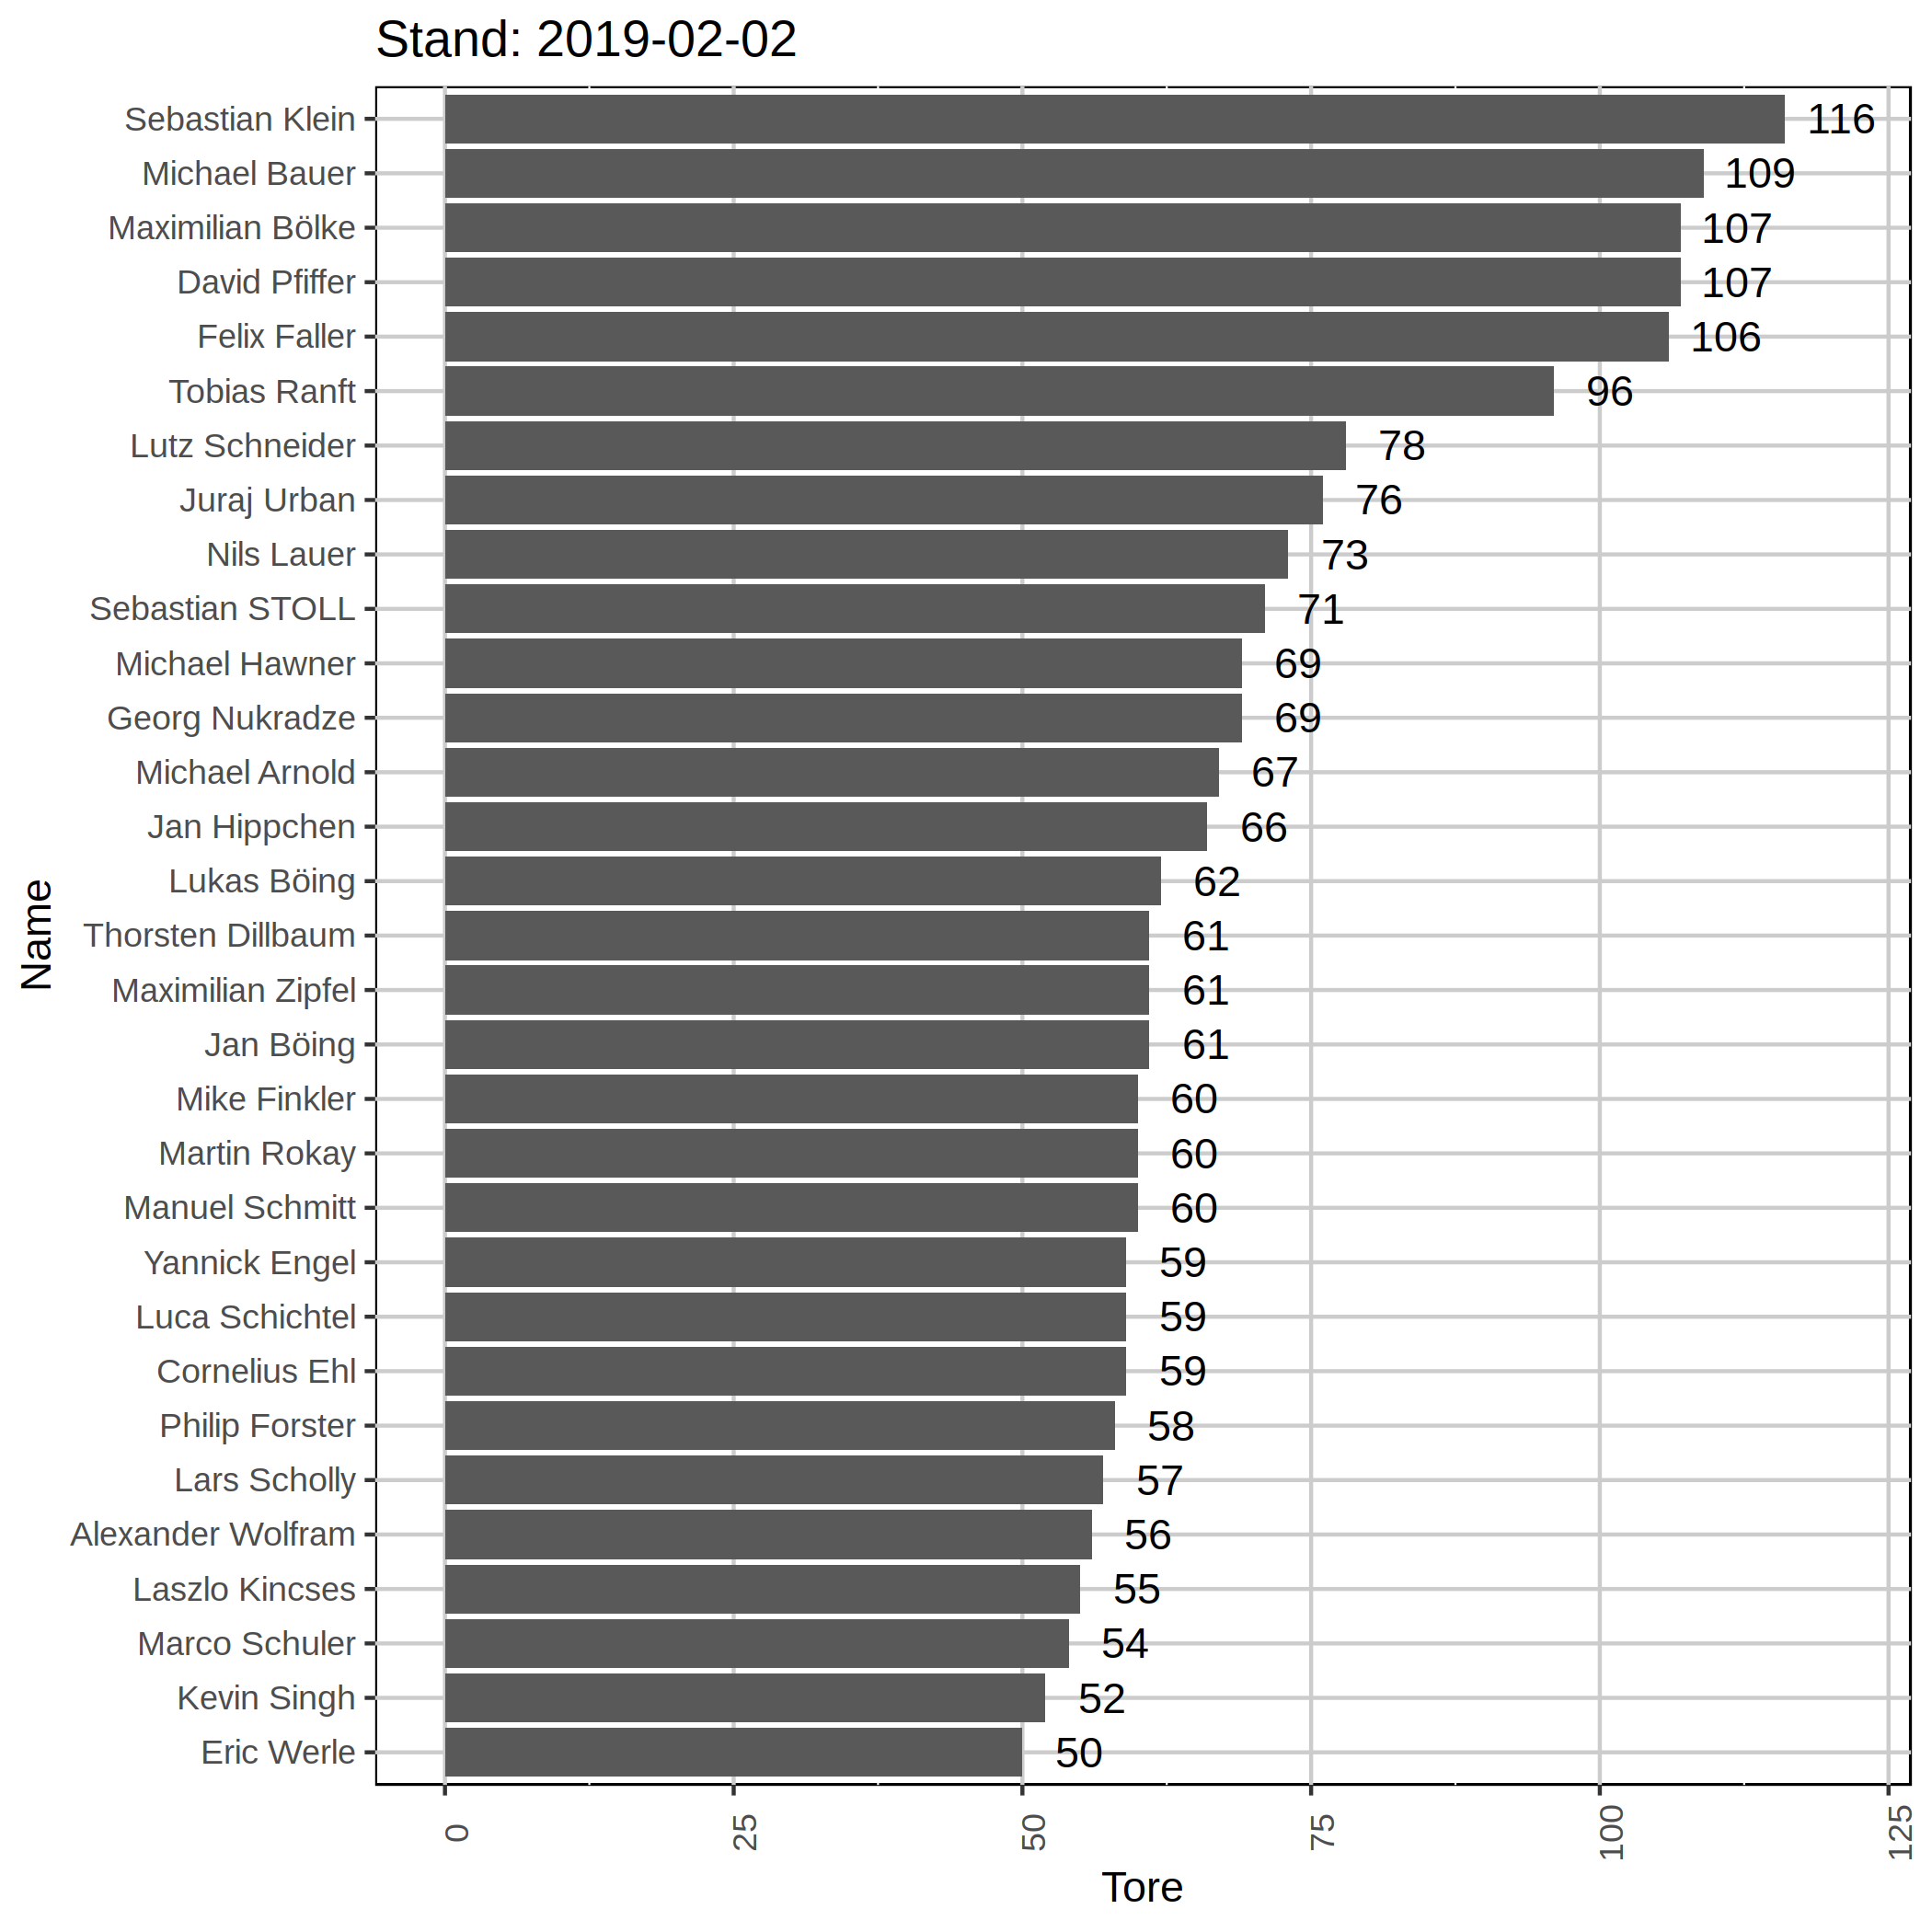 Stand: 2019-02-02
Sebastian Klein 116
Michael Bauer 109
Maximilian Bölke 107
David Pfiffer 107
Felix Faller 106
Tobias Ranft 96
Lutz Schneider 78
Juraj Urban 76
Nils Lauer 73
Sebastian STOLL 71
Michael Hawner 69
Georg Nukradze 69
Michael Arnold 67
Jan Hippchen 66
Lukas Böing 62
Thorsten Dillbaum 61
Maximilian Zipfel 61
Jan Böing 61
Mike Finkler 60
Martin Rokay 60
Manuel Schmitt 60
Yannick Engel 59
Luca Schichtel 59
Cornelius Ehl 59
Philip Forster 58
Lars Scholly 57
Alexander Wolfram 56
Laszlo Kincses 55
Marco Schuler 54
Kevin Singh 52
Eric Werle 50
Name
0 25 50 75 100 125
Tore